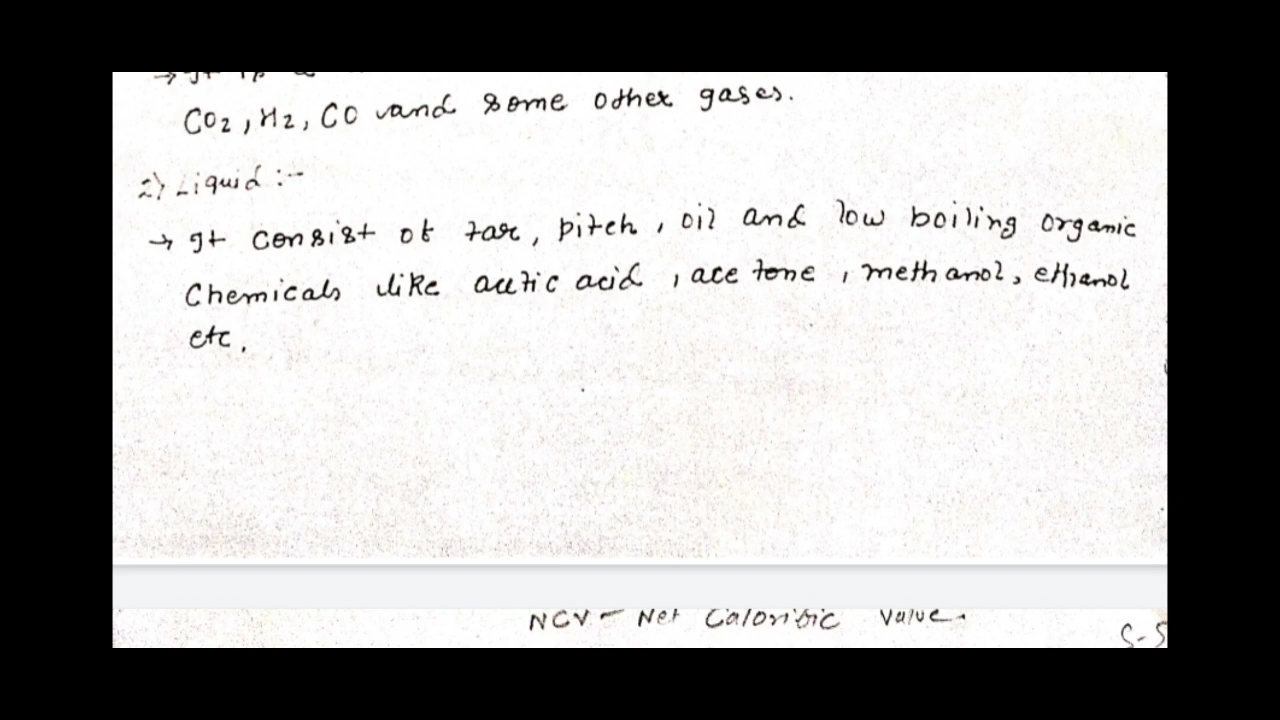 CO2, H2, CO and some other gases.
2) Liquid :-
→ It consist of tar, pitch, oil and low boiling organic
Chemicals like acetic acid, acetone, methanol, ethanol
etc.
NCV - Net Calorific Value.